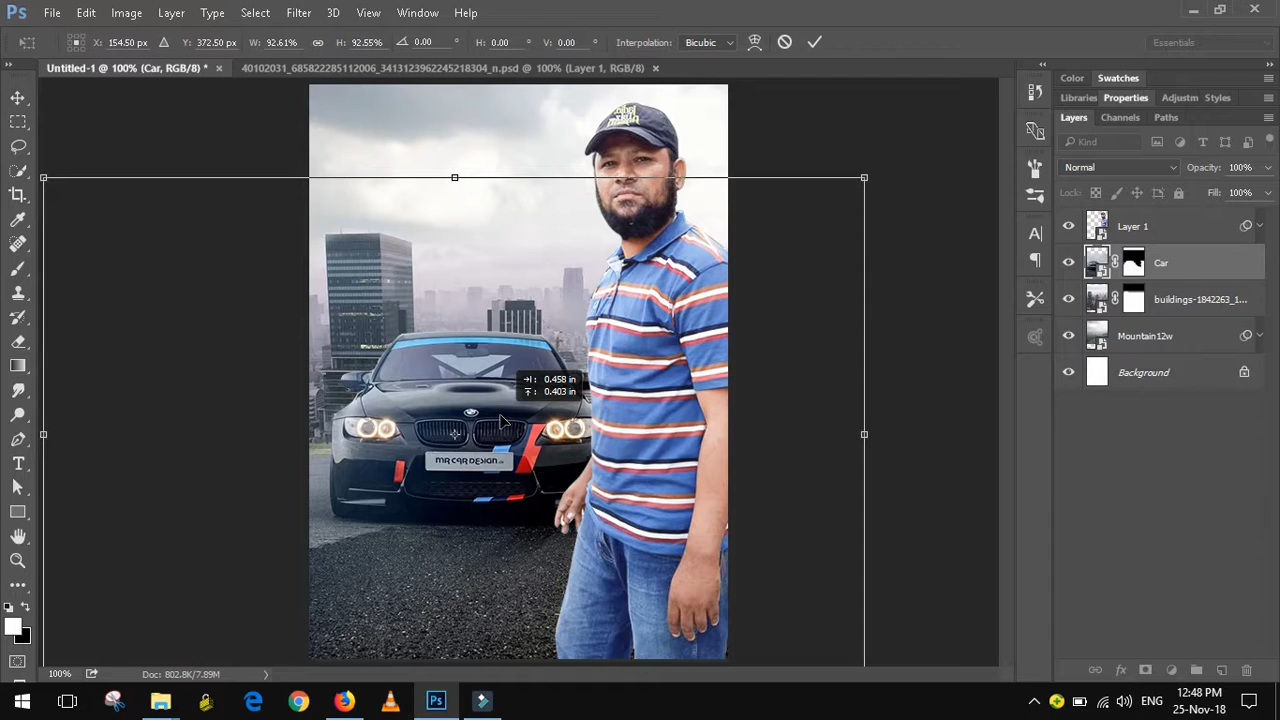 Ps File Edit Image Layer Type Select Filter 3D View Window Help
X: 154.50 px Y: 372.50 px W: 92.61% H: 92.55% 0.00 ° H: 0.00 ° V: 0.00 ° Interpolation: Bicubic Essentials
Untitled-1 @ 100% (Car, RGB/8) * × 40102031_685822285112006_3413123962245218304_n.psd @ 100% (Layer 1, RGB/8) ×
Color Swatches
Libraries Properties Adjustm Styles
Layers Channels Paths
Kind
Normal Opacity: 100%
Lock: Fill: 100%
Layer 1
Car
buildings-1842263_1...
Mountain12w
Background
→|: 0.458 in
0.403 in
MR CAR DESIGN.de
100% Doc: 802.8K/7.89M
ENG 12:48 PM
25-Nov-18